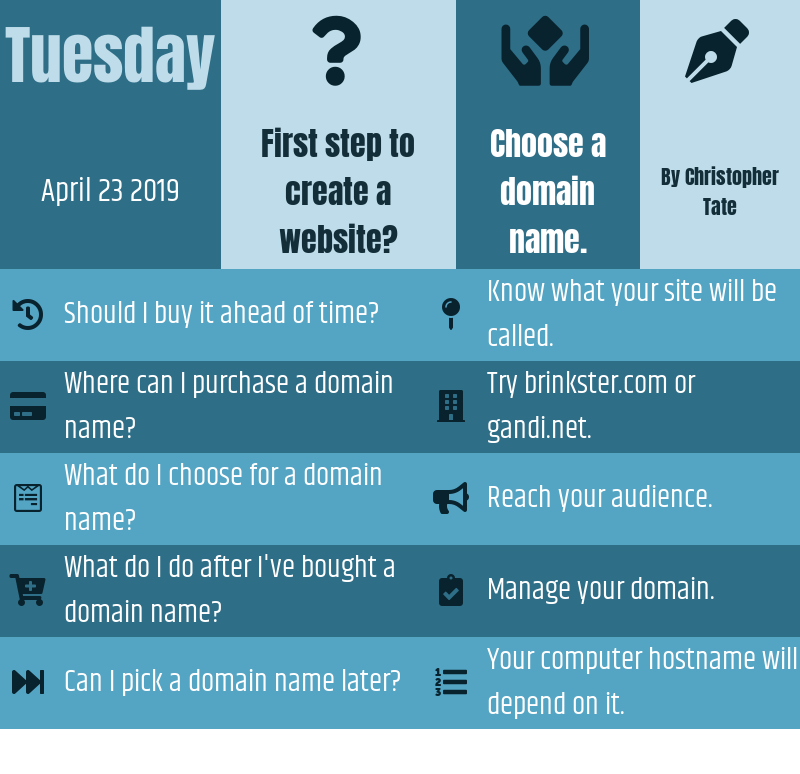 Tuesday
April 23 2019
First step to
create a
website?
Choose a
domain
name.
By Christopher
Tate
Should I buy it ahead of time?
Know what your site will be
called.
Where can I purchase a domain
name?
Try brinkster.com or
gandi.net.
What do I choose for a domain
name?
Reach your audience.
What do I do after I've bought a
domain name?
Manage your domain.
Can I pick a domain name later?
Your computer hostname will
depend on it.